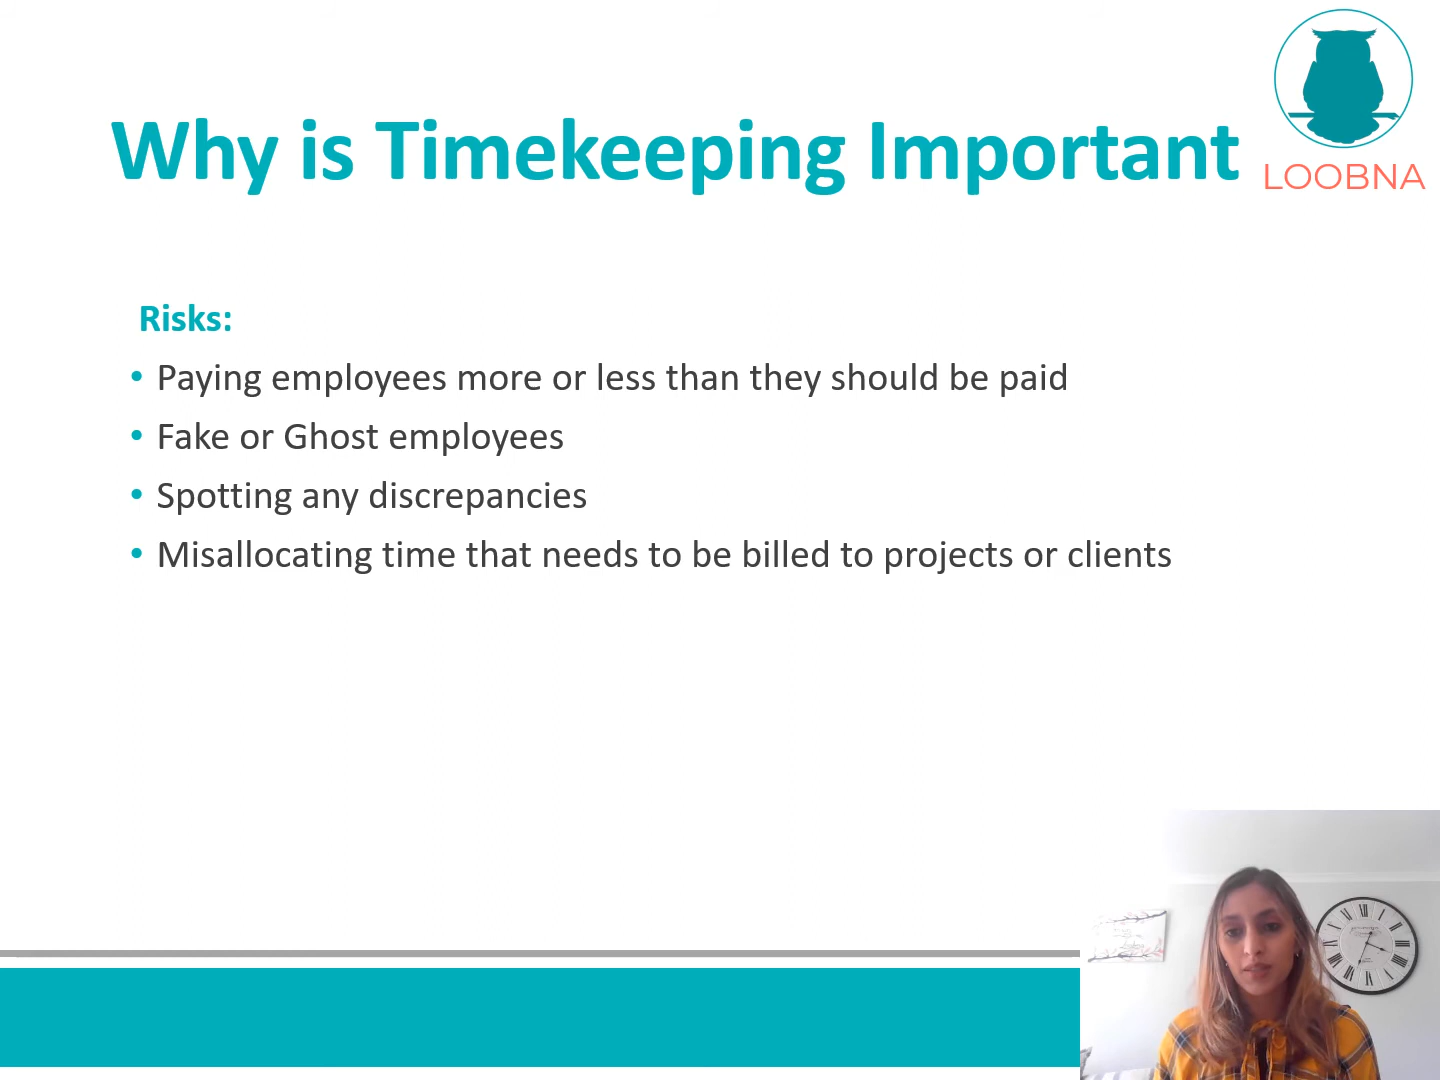 Why is Timekeeping Important
LOOBNA
Risks:
• Paying employees more or less than they should be paid
• Fake or Ghost employees
• Spotting any discrepancies
• Misallocating time that needs to be billed to projects or clients